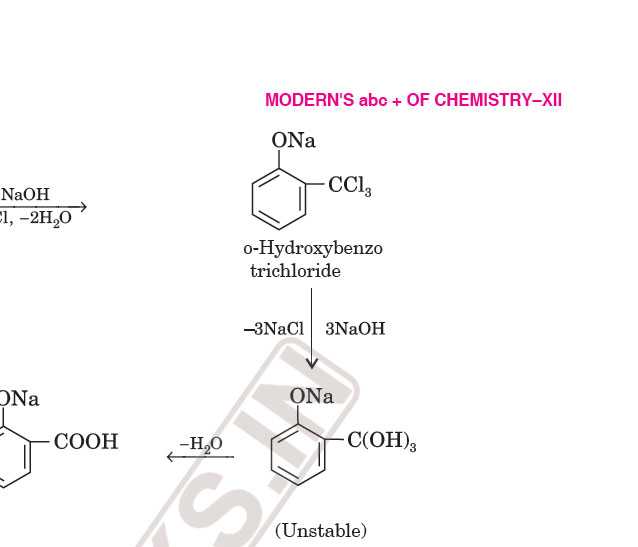 MODERN'S abc + OF CHEMISTRY–XII
ONa
CCl₃
NaOH
Cl, −2H₂O
o-Hydroxybenzo
trichloride
−3NaCl 3NaOH
ONa
ONa
COOH
−H₂O
C(OH)₃
(Unstable)